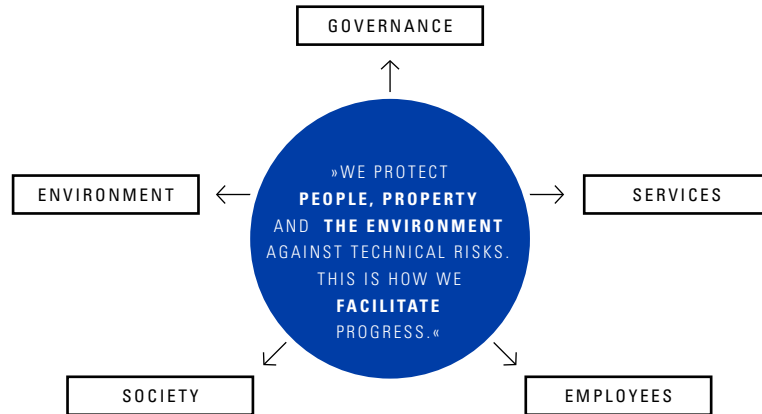 GOVERNANCE
»WE PROTECT
PEOPLE, PROPERTY
AND THE ENVIRONMENT
AGAINST TECHNICAL RISKS.
THIS IS HOW WE
FACILITATE
PROGRESS.«
ENVIRONMENT
SERVICES
SOCIETY
EMPLOYEES